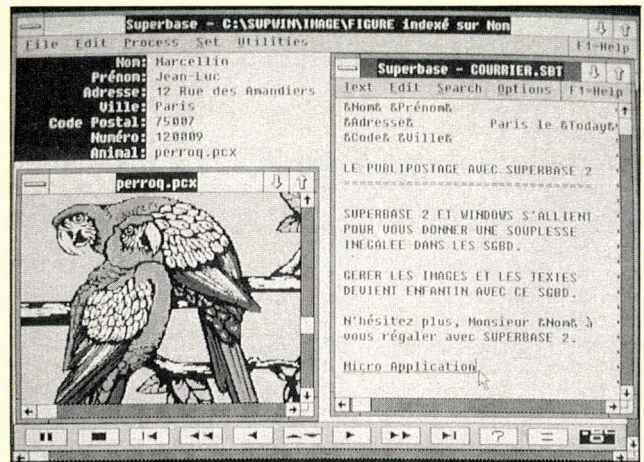 Superbase - C:\SUPWIN\IMAGE\FIGURE indexé sur Nom
File Edit Process Set Utilities F1=Help
Nom: Marcellin
Prénom: Jean-Luc
Adresse: 12 Rue des Amandiers
Ville: Paris
Code Postal: 75007
Numéro: 120009
Animal: perroq.pcx
perroq.pcx
Superbase - COURRIER.SBT
Text Edit Search Options F1=Help
&Nom& &Prénom&
&Adresse& Paris le &Today&
&Code& &Ville&
LE PUBLIPOSTAGE AVEC SUPERBASE 2
================================
SUPERBASE 2 ET WINDOWS S'ALLIENT
POUR VOUS DONNER UNE SOUPLESSE
INEGALEE DANS LES SGBD.
GERER LES IMAGES ET LES TEXTES
DEVIENT ENFANTIN AVEC CE SGBD.
N'hésitez plus, Monsieur &Nom& à
vous régaler avec SUPERBASE 2.
Micro Application
? =